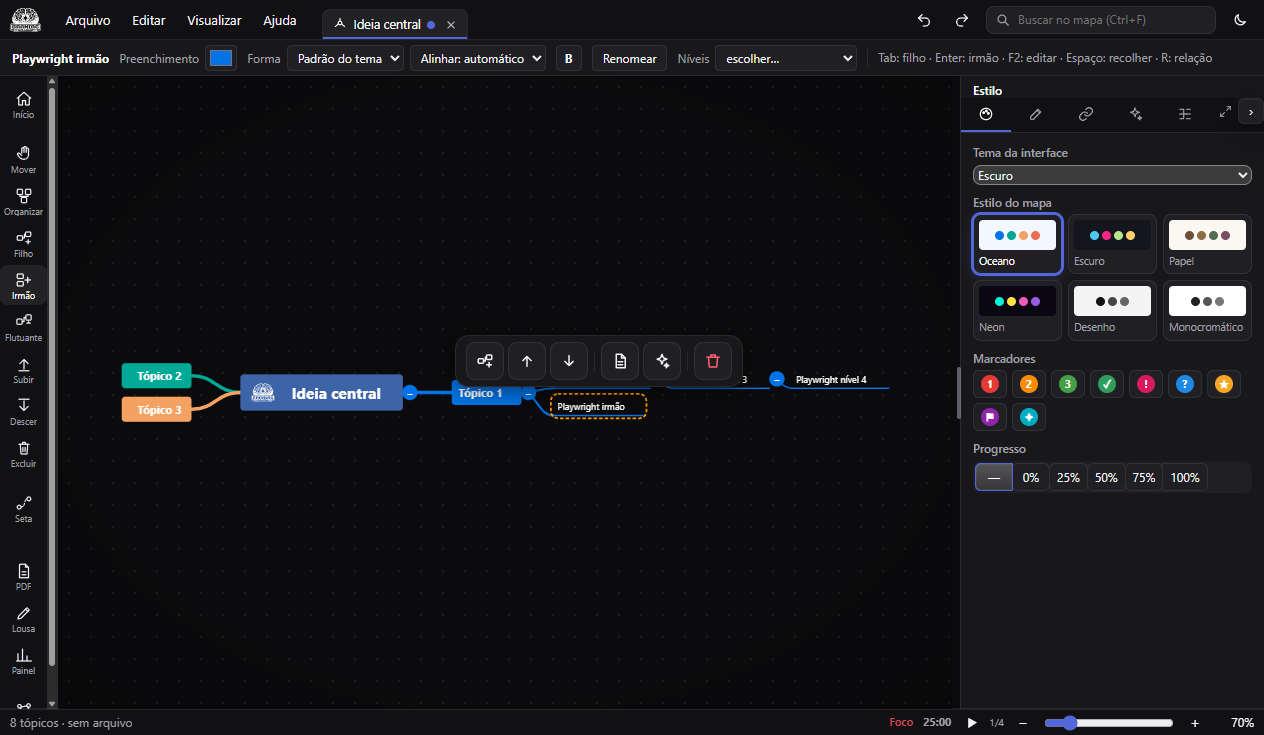 Arquivo Editar Visualizar Ajuda Ideia central Buscar no mapa (Ctrl+F)
Playwright irmão Preenchimento Forma Padrão do tema Alinhar: automático B Renomear Níveis escolher... Tab: filho · Enter: irmão · F2: editar · Espaço: recolher · R: relação
Início
Mover
Organizar
Filho
Irmão
Flutuante
Subir
Descer
Excluir
Seta
PDF
Lousa
Painel
Tópico 2
Tópico 3
Ideia central
Tópico 1
3
Playwright nível 4
Playwright irmão
Estilo
Tema da interface
Escuro
Estilo do mapa
Oceano Escuro Papel
Neon Desenho Monocromático
Marcadores
1 2 3 ! ?
Progresso
— 0% 25% 50% 75% 100%
8 tópicos · sem arquivo Foco 25:00 1/4 − + 70%